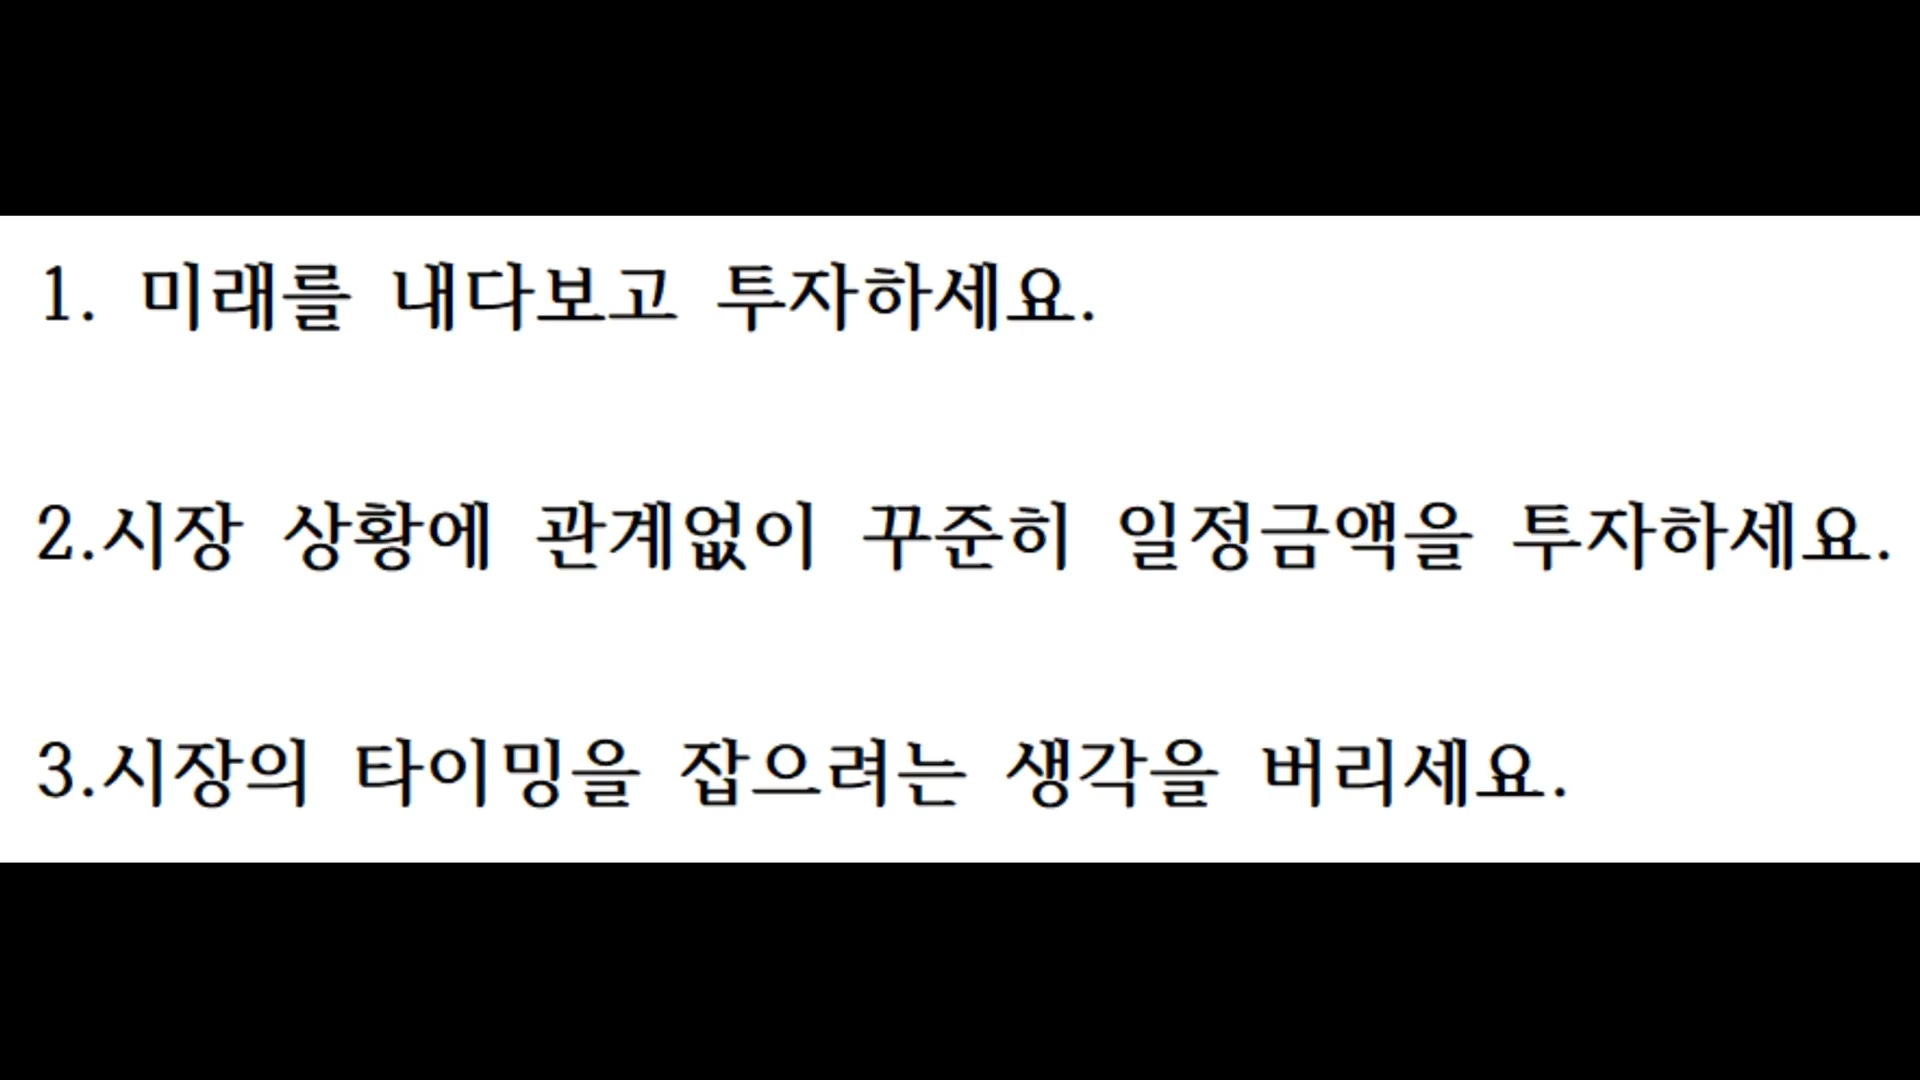 1. 미래를 내다보고 투자하세요.
2.시장 상황에 관계없이 꾸준히 일정금액을 투자하세요.
3.시장의 타이밍을 잡으려는 생각을 버리세요.